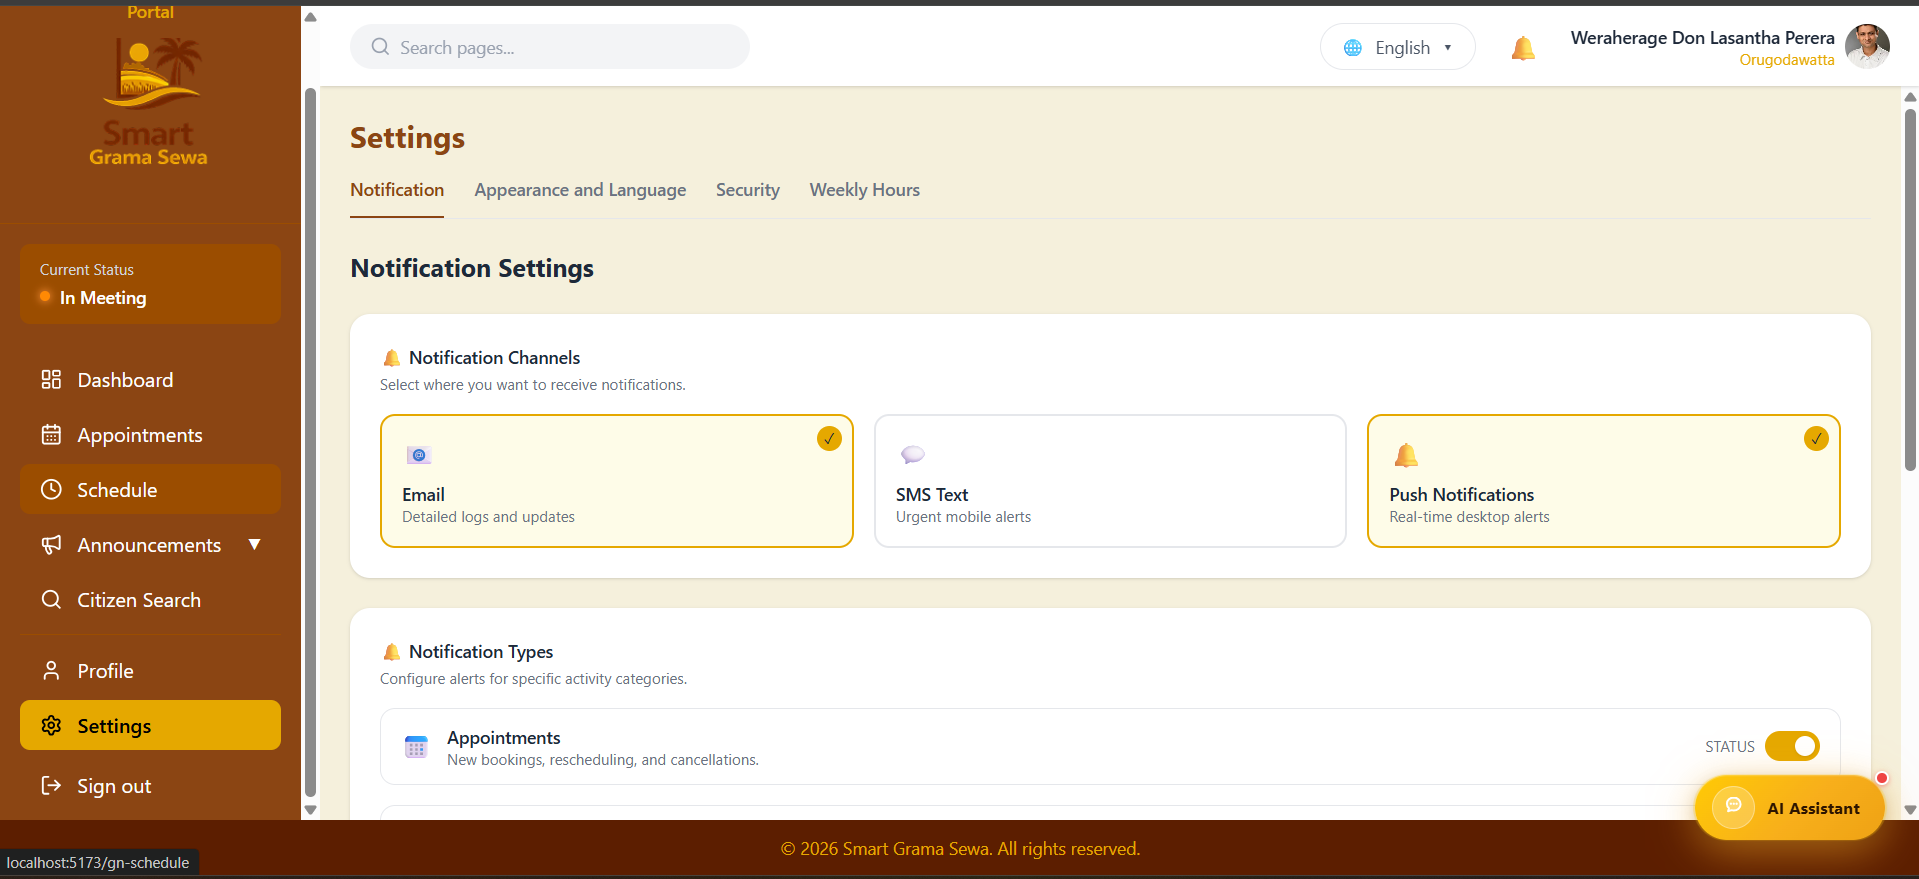 Portal
Smart
Grama Sewa
Current Status
In Meeting
Dashboard
Appointments
Schedule
Announcements
Citizen Search
Profile
Settings
Sign out
localhost:5173/gn-schedule
Search pages...
English
Weraherage Don Lasantha Perera
Orugodawatta
Settings
Notification Appearance and Language Security Weekly Hours
Notification Settings
Notification Channels
Select where you want to receive notifications.
Email
Detailed logs and updates
SMS Text
Urgent mobile alerts
Push Notifications
Real-time desktop alerts
Notification Types
Configure alerts for specific activity categories.
Appointments
New bookings, rescheduling, and cancellations.
STATUS
AI Assistant
© 2026 Smart Grama Sewa. All rights reserved.